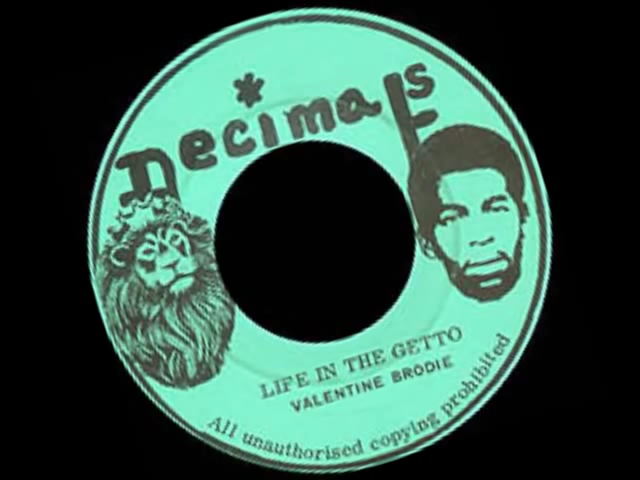 Decimals
LIFE IN THE GETTO
VALENTINE BRODIE
All unauthorised copying prohibited